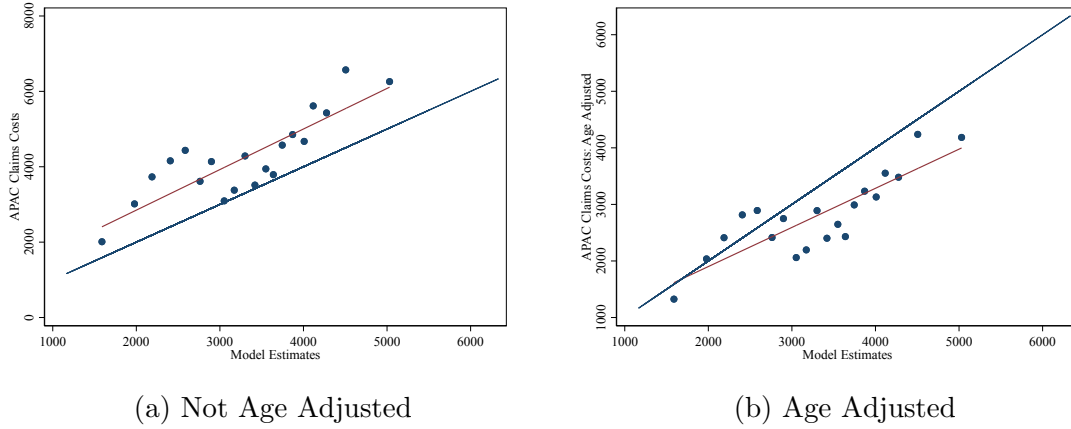 8000
6000
4000
2000
0
APAC Claims Costs
1000 2000 3000 4000 5000 6000
Model Estimates
(a) Not Age Adjusted
6000
5000
4000
3000
2000
1000
APAC Claims Costs: Age Adjusted
1000 2000 3000 4000 5000 6000
Model Estimates
(b) Age Adjusted